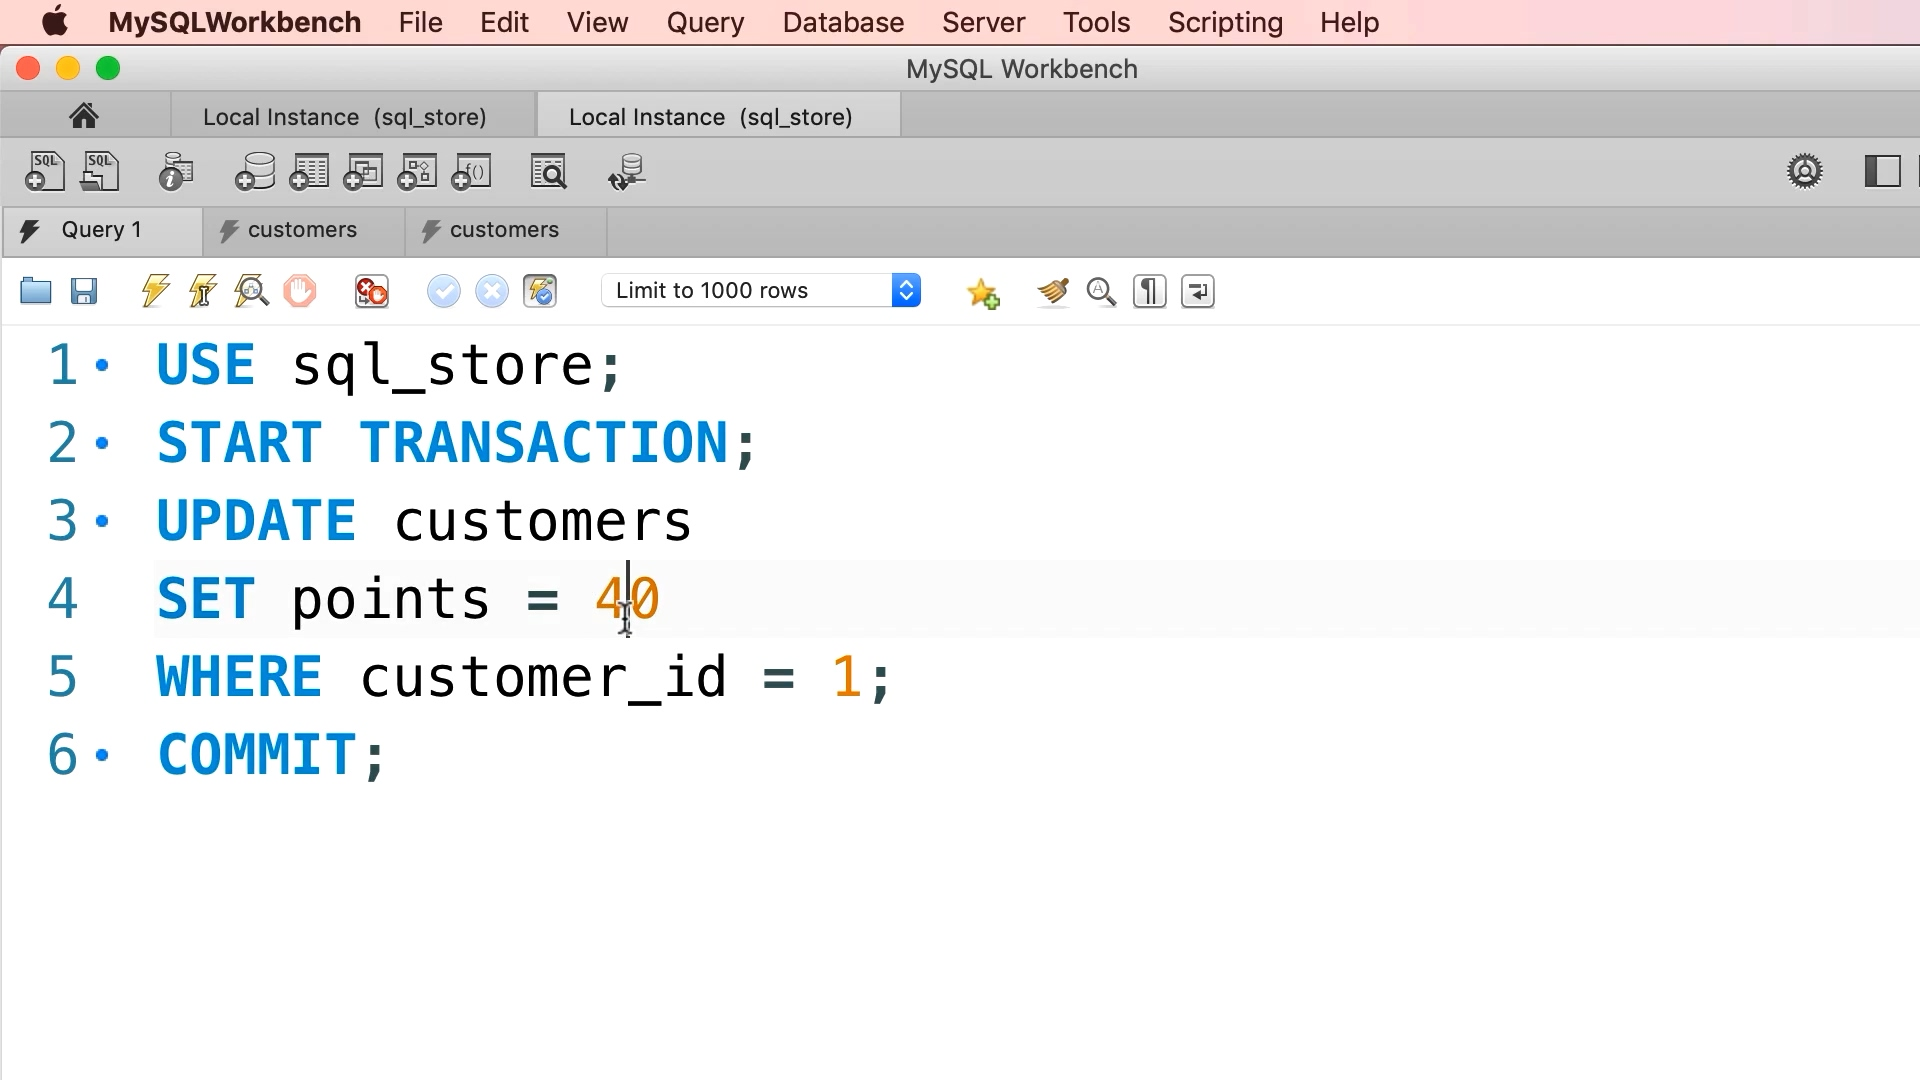 MySQLWorkbench File Edit View Query Database Server Tools Scripting Help
MySQL Workbench
Local Instance (sql_store) Local Instance (sql_store)
SQL SQL
Query 1 customers customers
Limit to 1000 rows
1 USE sql_store;
2 START TRANSACTION;
3 UPDATE customers
4 SET points = 40
5 WHERE customer_id = 1;
6 COMMIT;